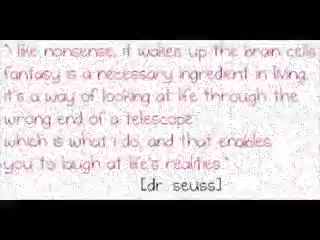 " i like nonsense. it wakes up the brain cells
fantasy is a necessary ingredient in living.
it's a way of looking at life through the
wrong end of a telescope
which is what i do, and that enables
you to laugh at life's realities."
[dr seuss]